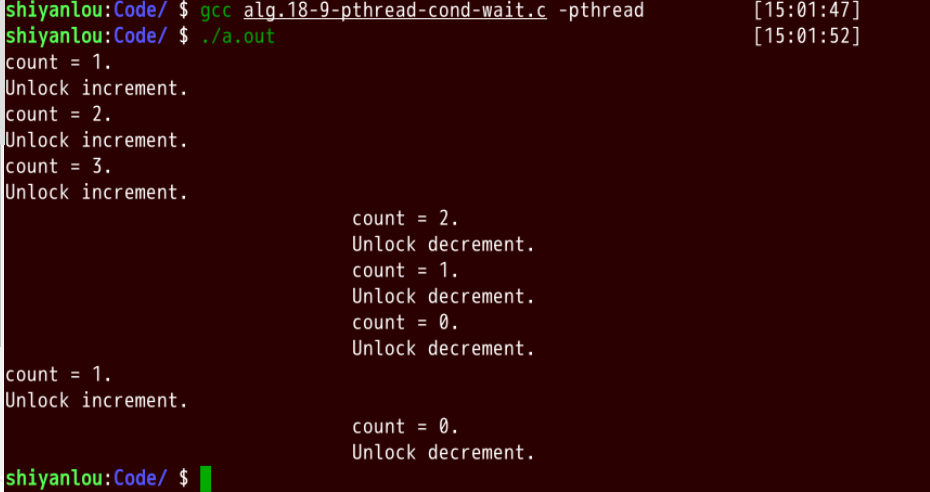 shiyanlou:Code/ $ gcc alg.18-9-pthread-cond-wait.c -pthread [15:01:47]
shiyanlou:Code/ $ ./a.out [15:01:52]
count = 1.
Unlock increment.
count = 2.
Unlock increment.
count = 3.
Unlock increment.
count = 2.
Unlock decrement.
count = 1.
Unlock decrement.
count = 0.
Unlock decrement.
count = 1.
Unlock increment.
count = 0.
Unlock decrement.
shiyanlou:Code/ $